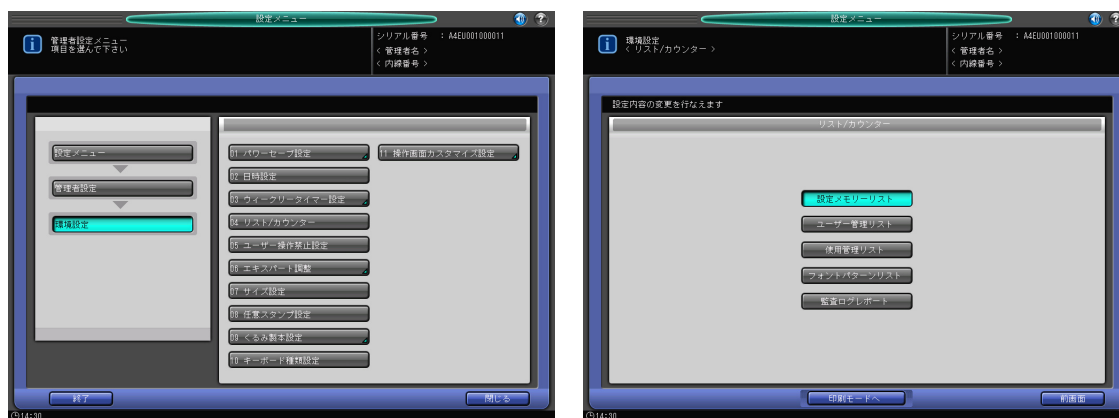 設定メニュー
管理者設定メニュー
項目を選んで下さい
シリアル番号 : A4EU001000011
< 管理者名 >
< 内線番号 >
設定メニュー
管理者設定
環境設定
01 パワーセーブ設定
02 日時設定
03 ウィークリータイマー設定
04 リスト/カウンター
05 ユーザー操作禁止設定
06 エキスパート調整
07 サイズ設定
08 任意スタンプ設定
09 くるみ製本設定
10 キーボード種類設定
11 操作画面カスタマイズ設定
終了
閉じる
14:30
設定メニュー
環境設定
< リスト/カウンター >
シリアル番号 : A4EU001000011
< 管理者名 >
< 内線番号 >
設定内容の変更を行なえます
リスト/カウンター
設定メモリーリスト
ユーザー管理リスト
使用管理リスト
フォントパターンリスト
監査ログレポート
印刷モードへ
前画面
14:30